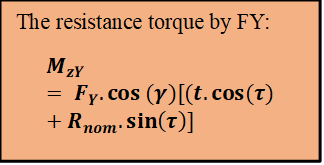 The resistance torque by FY:
M_zY
= F_Y. cos (γ)[(t. cos(τ)
+ R_nom. sin(τ)]